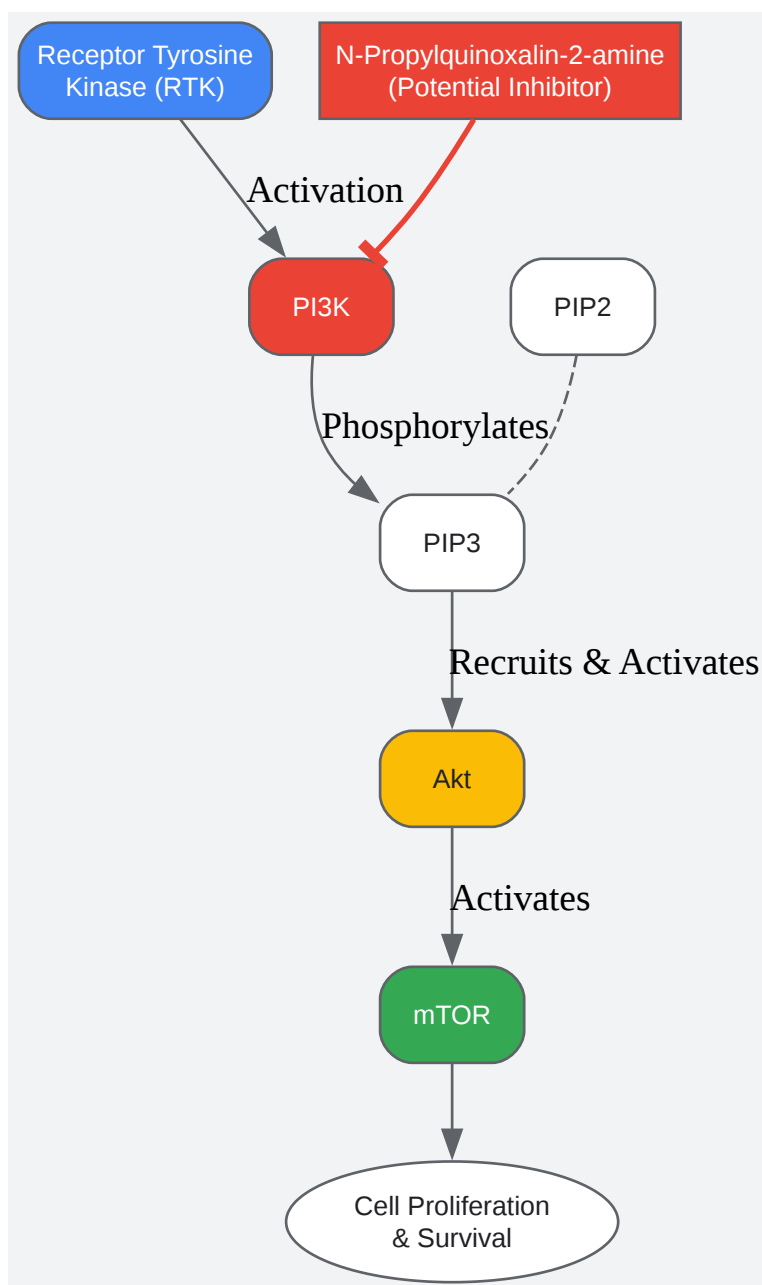 Receptor Tyrosine
Kinase (RTK)
N-Propylquinoxalin-2-amine
(Potential Inhibitor)
Activation
PI3K
PIP2
Phosphorylates
PIP3
Recruits & Activates
Akt
Activates
mTOR
Cell Proliferation
& Survival